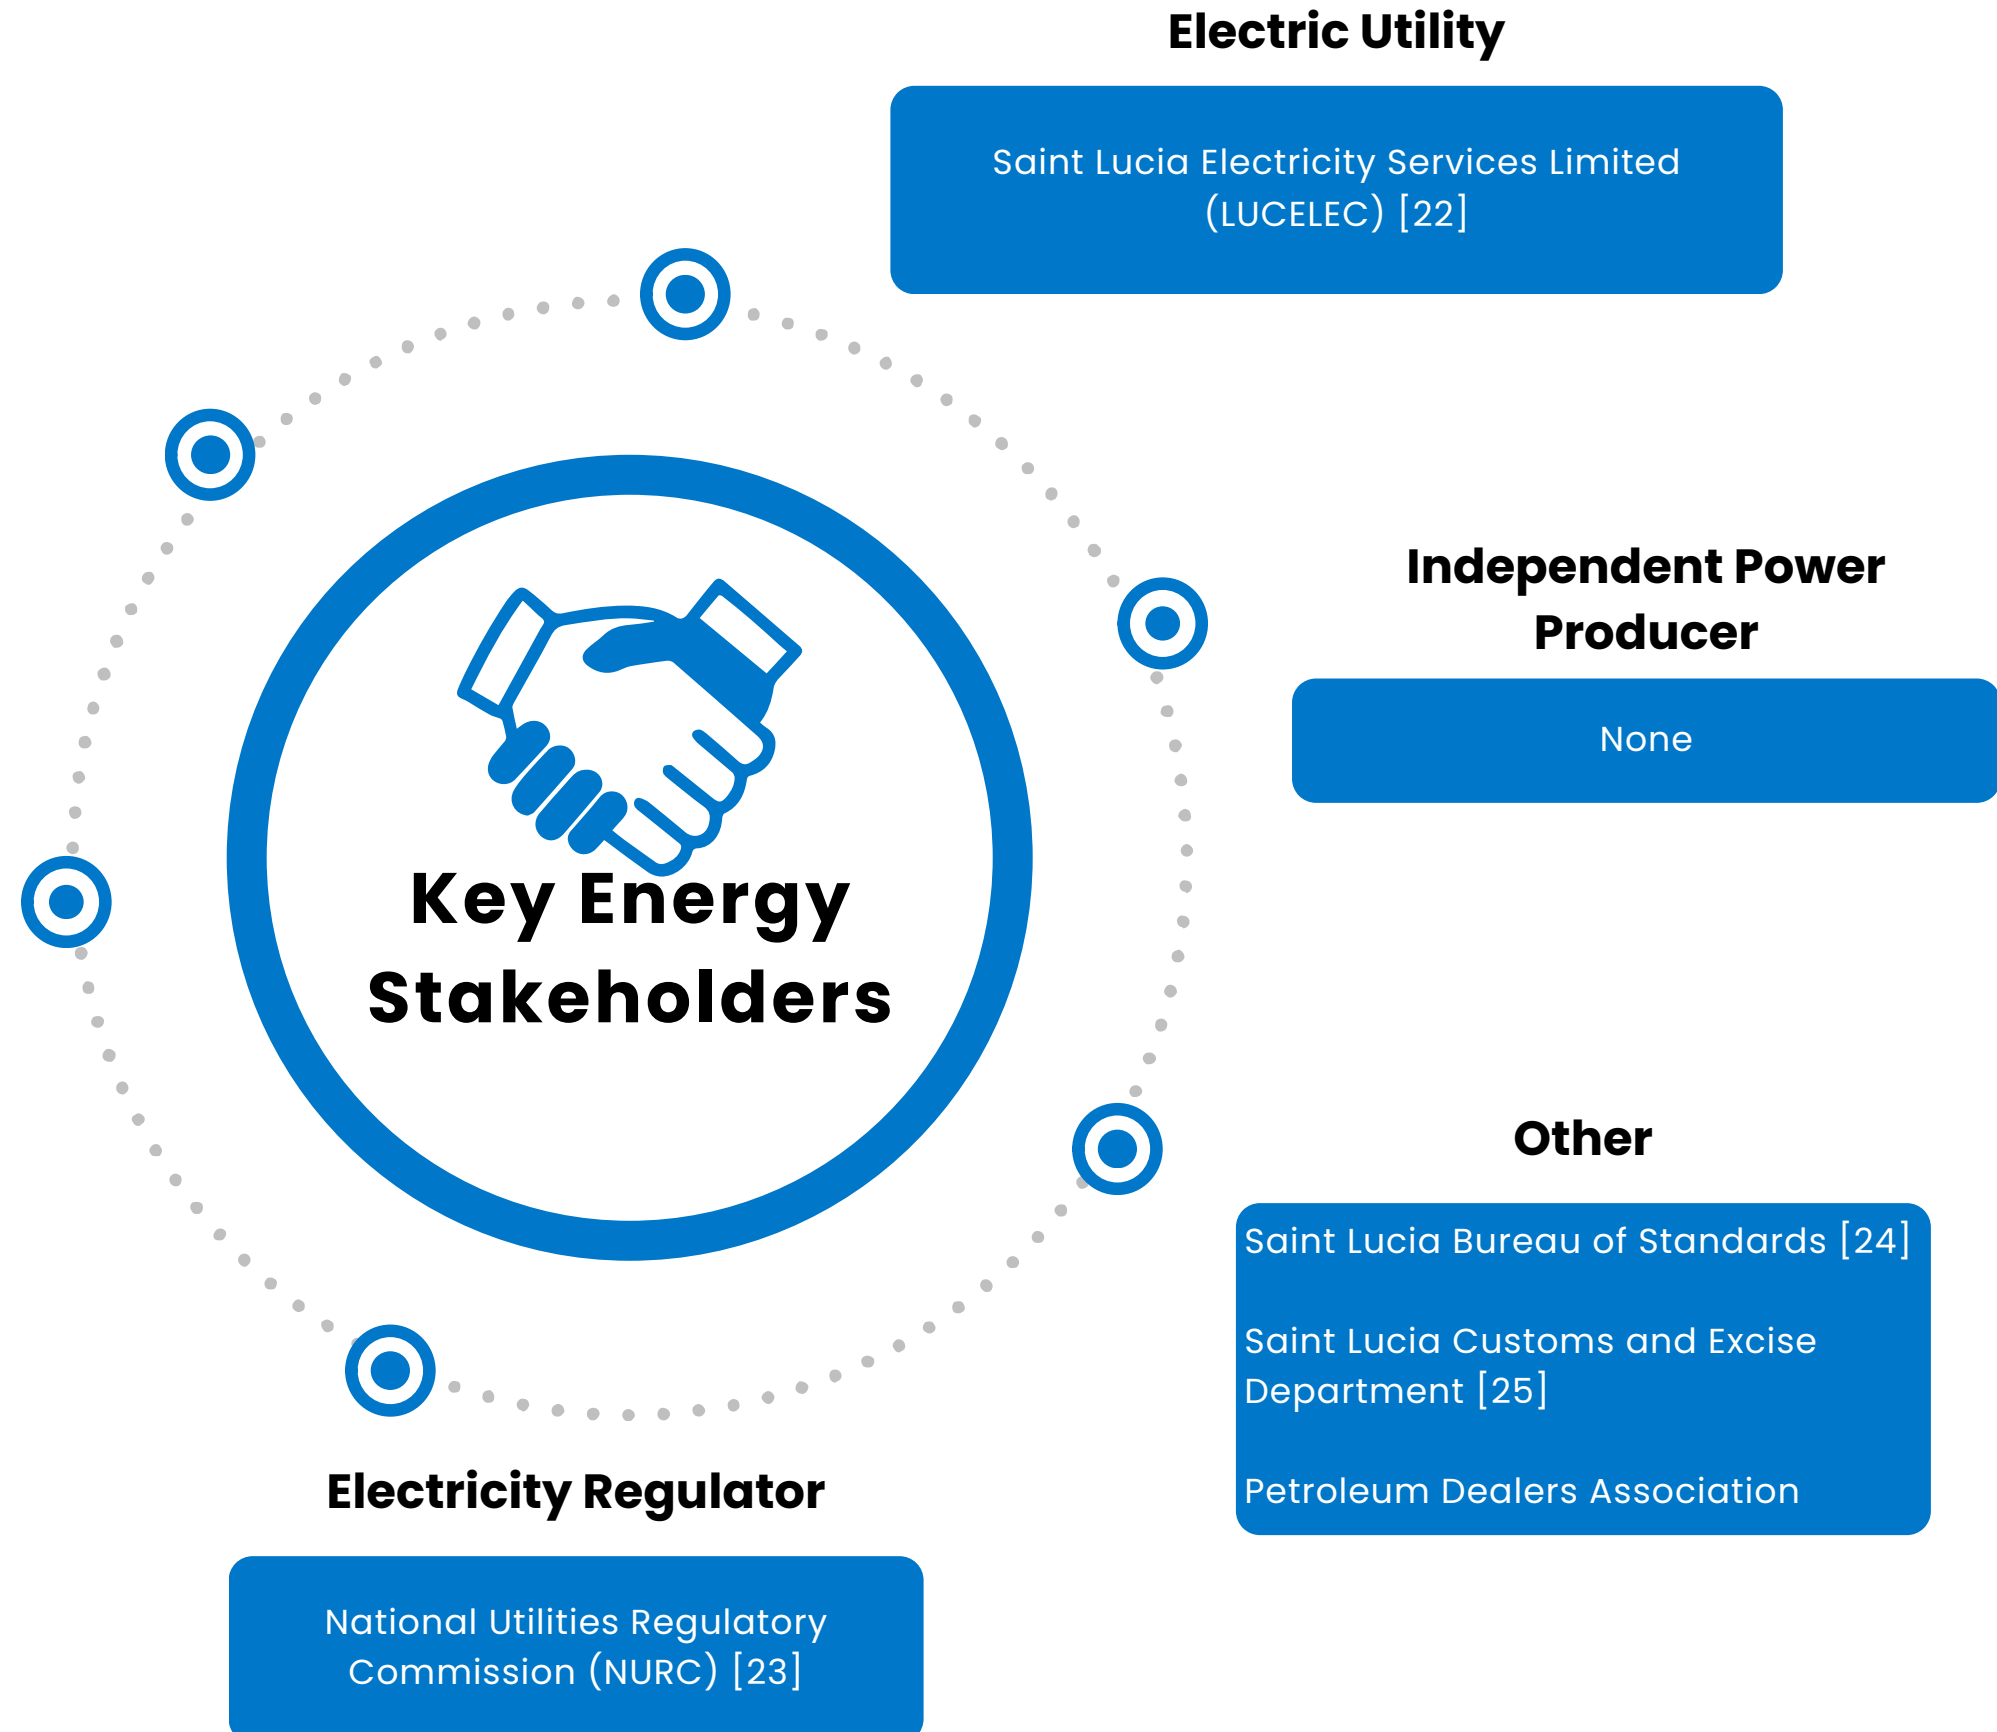 Electric Utility
Saint Lucia Electricity Services Limited
(LUCELEC) [22]
Independent Power
Producer
None
Key Energy
Stakeholders
Other
Saint Lucia Bureau of Standards [24]
Saint Lucia Customs and Excise
Department [25]
Petroleum Dealers Association
Electricity Regulator
National Utilities Regulatory
Commission (NURC) [23]